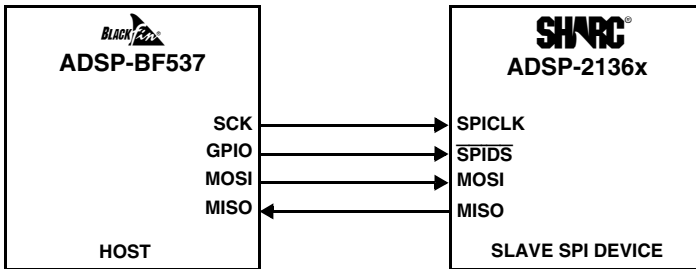 BLACKfin®
ADSP-BF537
SHARC®
ADSP-2136x
SCK
SPICLK
GPIO
SPIDS
MOSI
MOSI
MISO
MISO
HOST
SLAVE SPI DEVICE